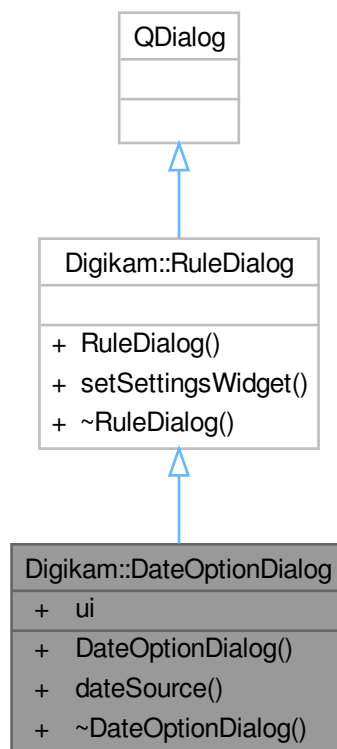 QDialog
Digikam::RuleDialog
+ RuleDialog()
+ setSettingsWidget()
+ ~RuleDialog()
Digikam::DateOptionDialog
+ ui
+ DateOptionDialog()
+ dateSource()
+ ~DateOptionDialog()